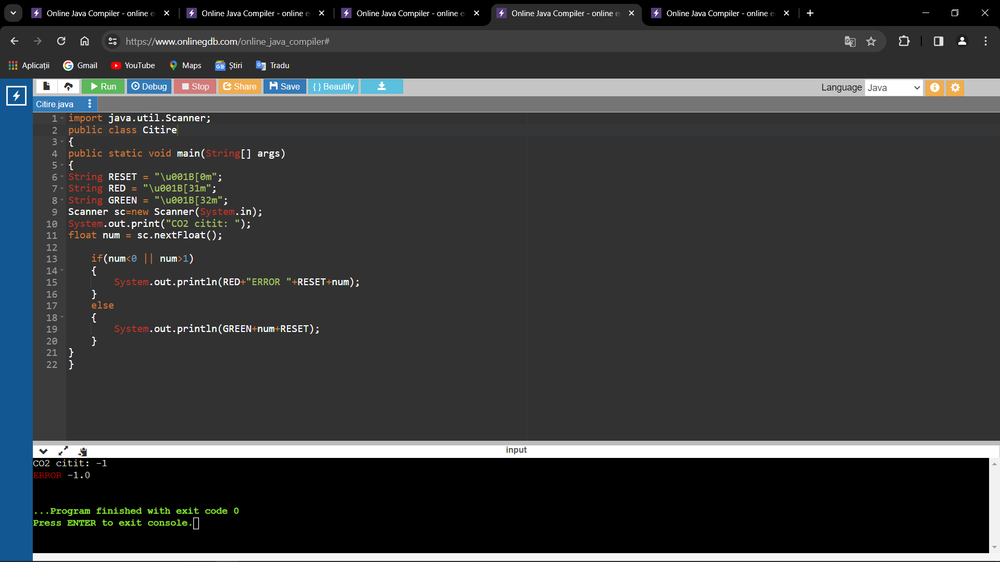 Online Java Compiler - online e
Online Java Compiler - online e
Online Java Compiler - online e
Online Java Compiler - online e
Online Java Compiler - online e
https://www.onlinegdb.com/online_java_compiler#
Aplicații Gmail YouTube Maps Știri Tradu
Run Debug Stop Share Save { } Beautify Language Java
Citire.java
1 import java.util.Scanner;
2 public class Citire
3 {
4 public static void main(String[] args)
5 {
6 String RESET = "\u001B[0m";
7 String RED = "\u001B[31m";
8 String GREEN = "\u001B[32m";
9 Scanner sc=new Scanner(System.in);
10 System.out.print("CO2 citit: ");
11 float num = sc.nextFloat();
12
13 if(num<0 || num>1)
14 {
15 System.out.println(RED+"ERROR "+RESET+num);
16 }
17 else
18 {
19 System.out.println(GREEN+num+RESET);
20 }
21 }
22 }
input
CO2 citit: -1
ERROR -1.0
...Program finished with exit code 0
Press ENTER to exit console.